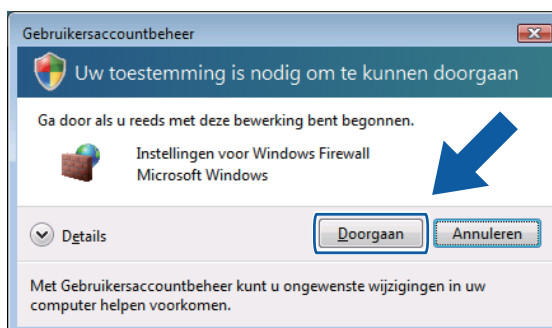 Gebruikersaccountbeheer
Uw toestemming is nodig om te kunnen doorgaan
Ga door als u reeds met deze bewerking bent begonnen.
Instellingen voor Windows Firewall
Microsoft Windows
Details
Doorgaan
Annuleren
Met Gebruikersaccountbeheer kunt u ongewenste wijzigingen in uw
computer helpen voorkomen.